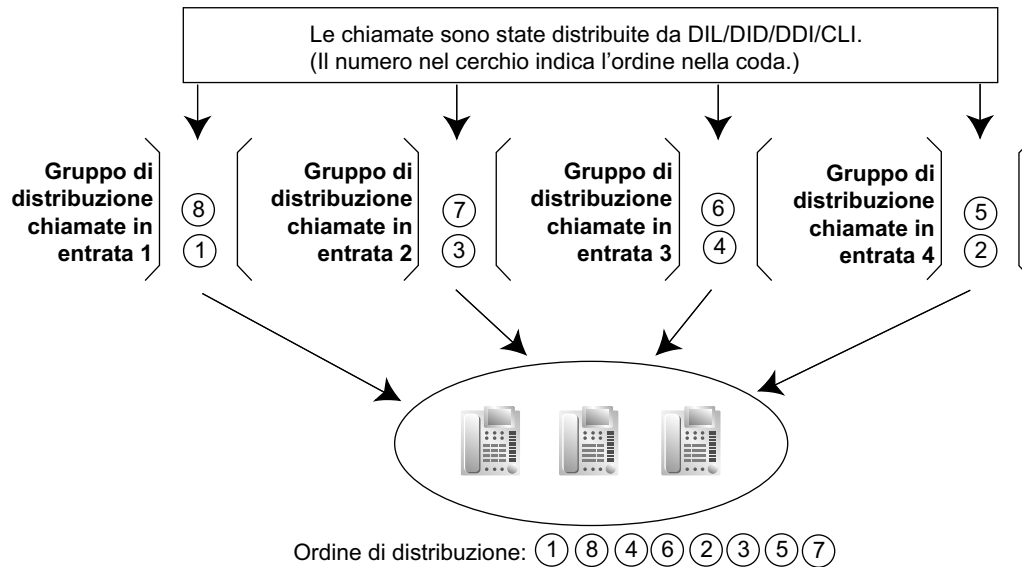 Le chiamate sono state distribuite da DIL/DID/DDI/CLI.
(Il numero nel cerchio indica l'ordine nella coda.)
Gruppo di
distribuzione
chiamate in
entrata 1
8
1
Gruppo di
distribuzione
chiamate in
entrata 2
7
3
Gruppo di
distribuzione
chiamate in
entrata 3
6
4
Gruppo di
distribuzione
chiamate in
entrata 4
5
2
Ordine di distribuzione: 1 8 4 6 2 3 5 7